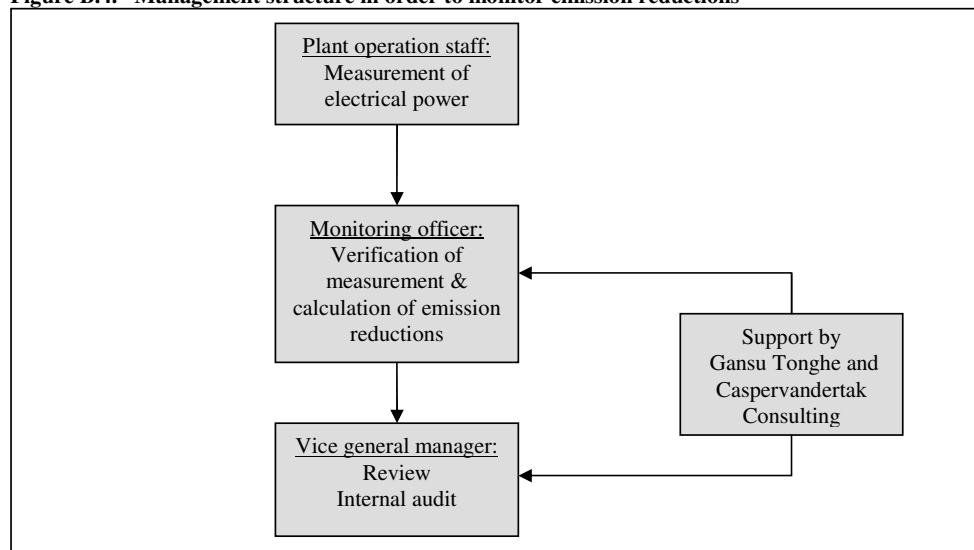 Figure B.4. Management structure in order to monitor emission reductions
Plant operation staff:
Measurement of
electrical power
Monitoring officer:
Verification of
measurement &
calculation of emission
reductions
Support by
Gansu Tonghe and
Caspervandertak
Consulting
Vice general manager:
Review
Internal audit